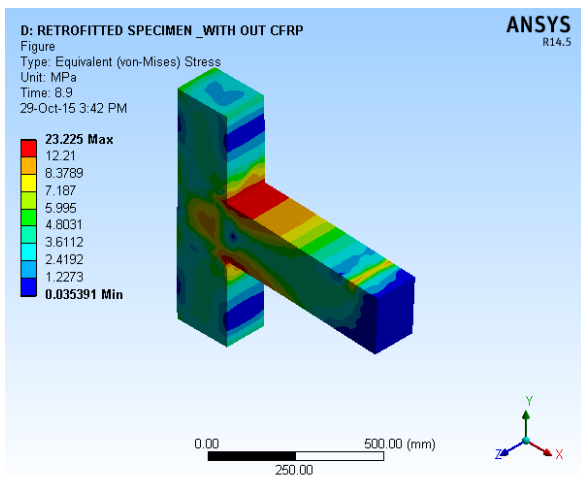 D: RETROFITTED SPECIMEN _WITH OUT CFRP
Figure
Type: Equivalent (von-Mises) Stress
Unit: MPa
Time: 8.9
29-Oct-15 3:42 PM
ANSYS
R14.5
23.225 Max
12.21
8.3789
7.187
5.995
4.8031
3.6112
2.4192
1.2273
0.035391 Min
0.00
500.00 (mm)
250.00
Y
Z
X